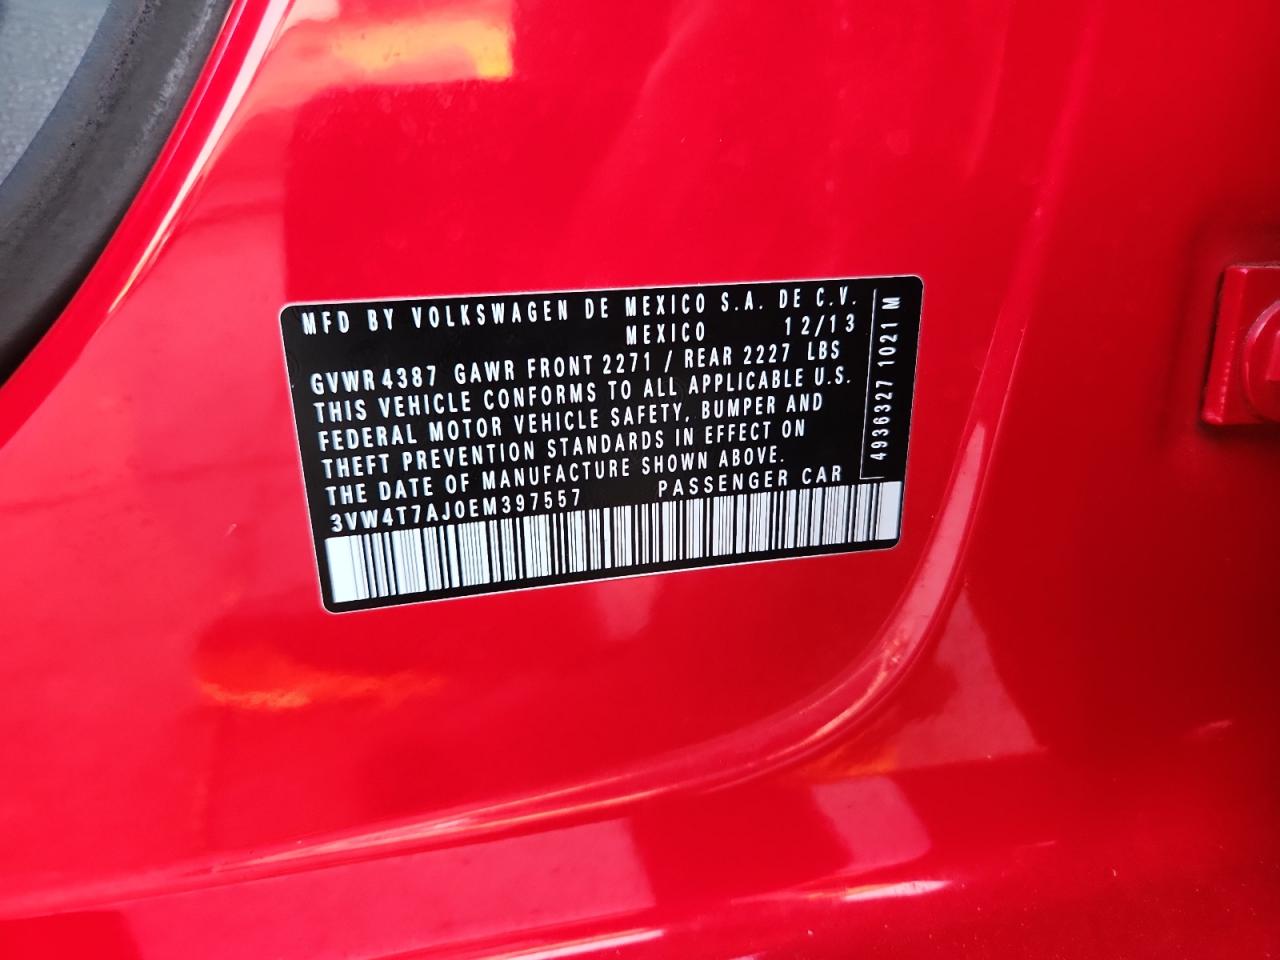 MFD BY VOLKSWAGEN DE MEXICO S.A. DE C.V.
MEXICO 12/13
GVWR 4387 GAWR FRONT 2271 / REAR 2227 LBS
THIS VEHICLE CONFORMS TO ALL APPLICABLE U.S.
FEDERAL MOTOR VEHICLE SAFETY, BUMPER AND
THEFT PREVENTION STANDARDS IN EFFECT ON
THE DATE OF MANUFACTURE SHOWN ABOVE.
3VW4T7AJ0EM397557 PASSENGER CAR
4936327 1021 M